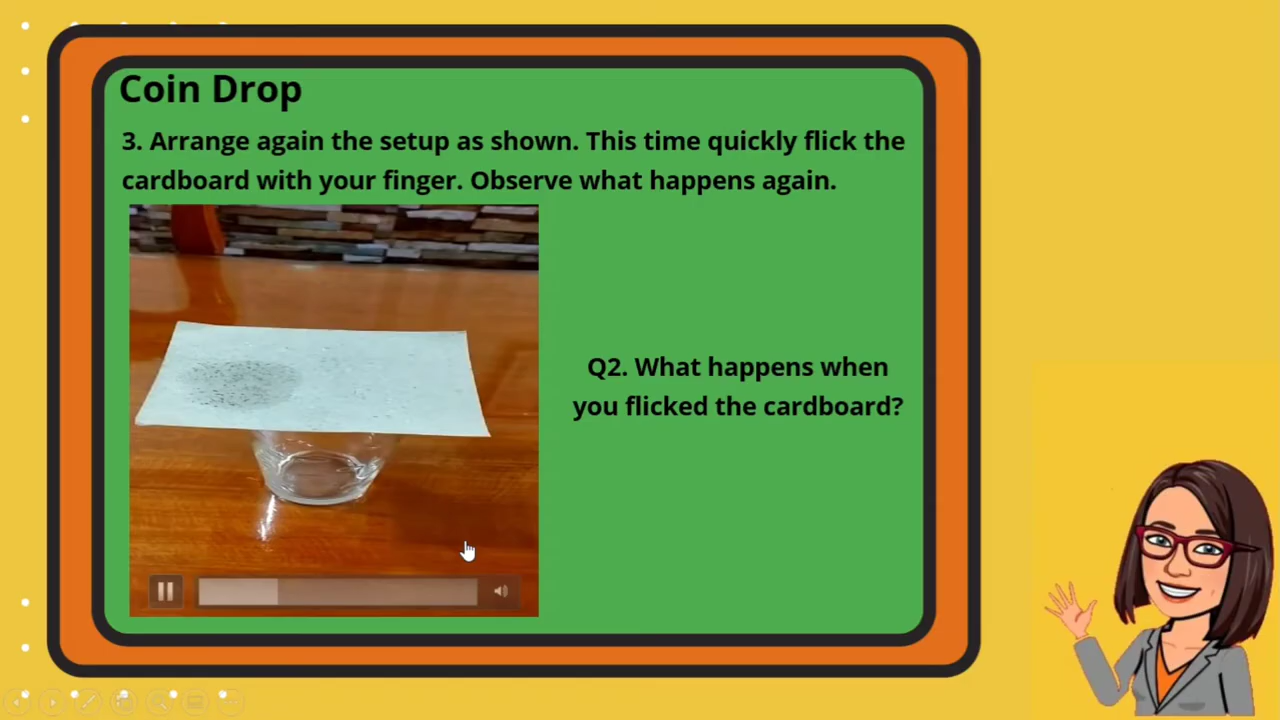 Coin Drop
3. Arrange again the setup as shown. This time quickly flick the
cardboard with your finger. Observe what happens again.
Q2. What happens when
you flicked the cardboard?